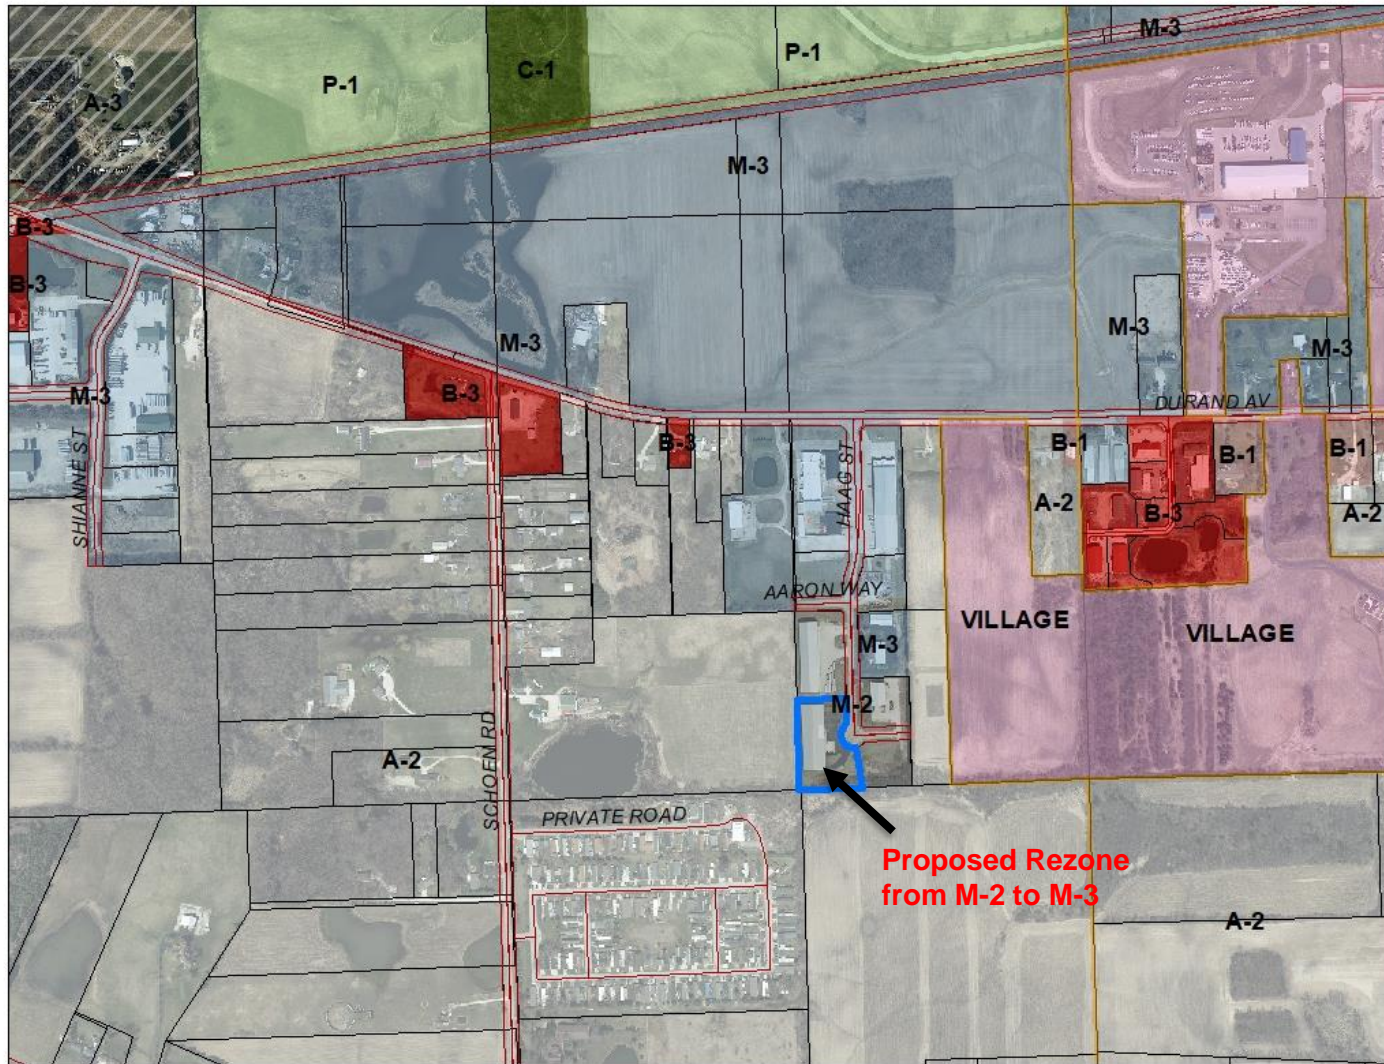 M-3
P-1
C-1
P-1
A-3
M-3
B-3
B-3
M-3
M-3
M-3
M-3
B-3
DURAND AV
B-3
B-1
B-1
B-1
SHIANNE ST
HAAG ST
A-2
B-3
A-2
AARON WAY
VILLAGE
VILLAGE
M-3
M-2
SCHOEN RD
A-2
PRIVATE ROAD
Proposed Rezone
from M-2 to M-3
A-2